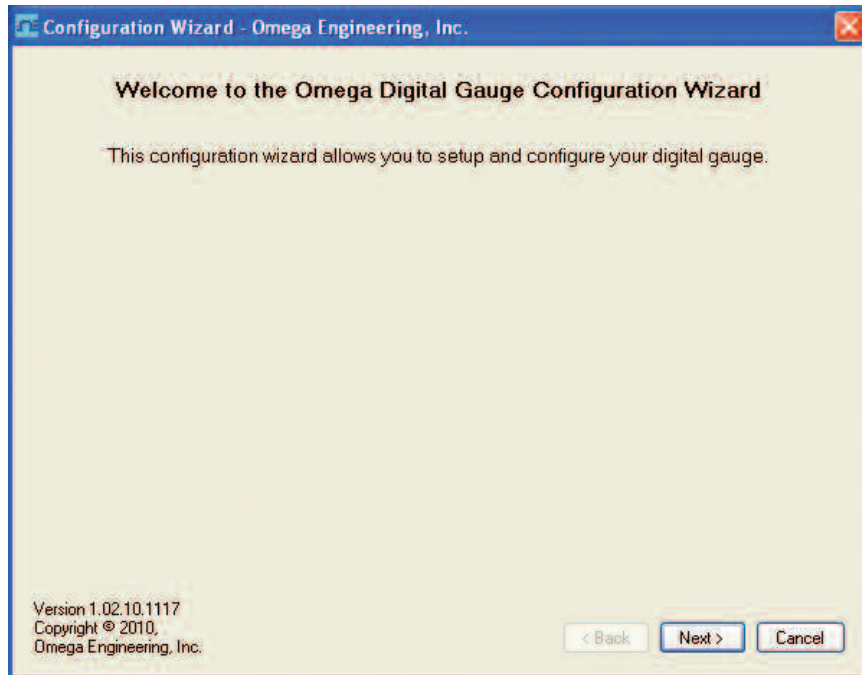 Configuration Wizard - Omega Engineering, Inc.
Welcome to the Omega Digital Gauge Configuration Wizard
This configuration wizard allows you to setup and configure your digital gauge.
Version 1.02.10.1117
Copyright © 2010,
Omega Engineering, Inc.
< Back Next > Cancel